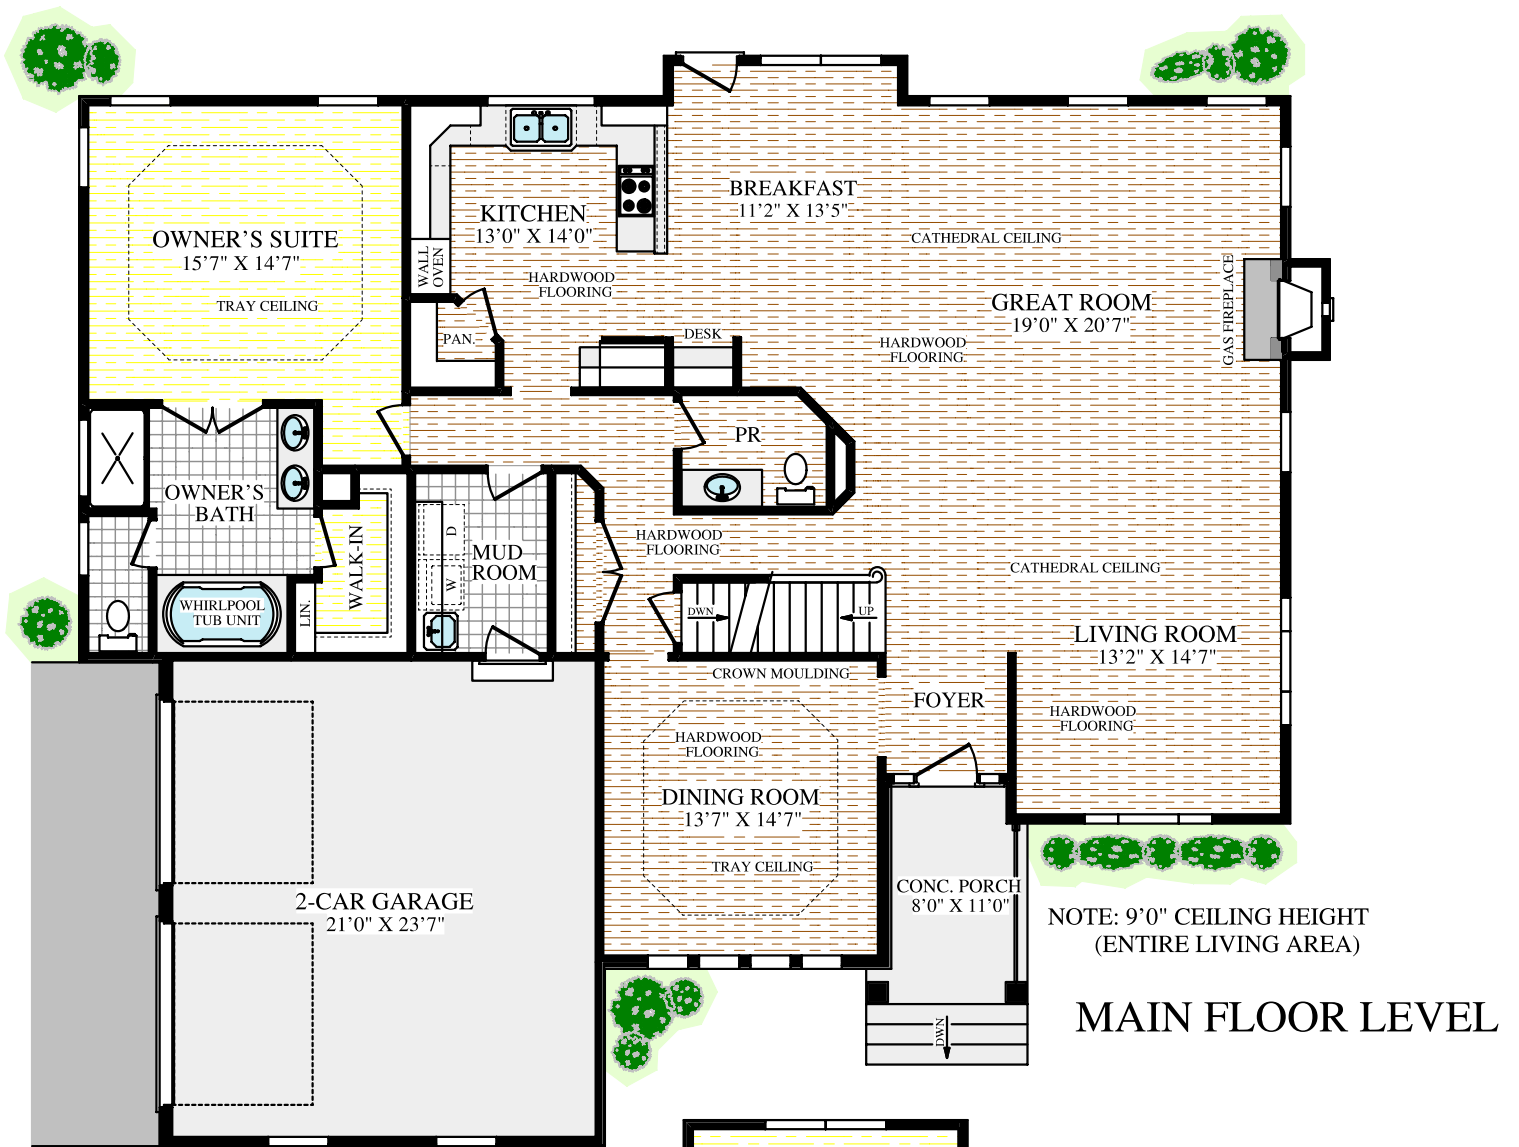 BREAKFAST
11'2" X 13'5"
KITCHEN
13'0" X 14'0"
OWNER'S SUITE
15'7" X 14'7"
TRAY CEILING
WALL
OVEN
HARDWOOD
FLOORING
CATHEDRAL CEILING
GREAT ROOM
19'0" X 20'7"
GAS FIREPLACE
HARDWOOD
FLOORING
PAN.
DESK
PR
OWNER'S
BATH
WALK-IN
D
W
MUD
ROOM
HARDWOOD
FLOORING
CATHEDRAL CEILING
WHIRLPOOL
TUB UNIT
LIN.
DWN
UP
LIVING ROOM
13'2" X 14'7"
HARDWOOD
FLOORING
CROWN MOULDING
FOYER
HARDWOOD
FLOORING
DINING ROOM
13'7" X 14'7"
TRAY CEILING
2-CAR GARAGE
21'0" X 23'7"
CONC. PORCH
8'0" X 11'0"
DWN
NOTE: 9'0" CEILING HEIGHT
(ENTIRE LIVING AREA)
MAIN FLOOR LEVEL